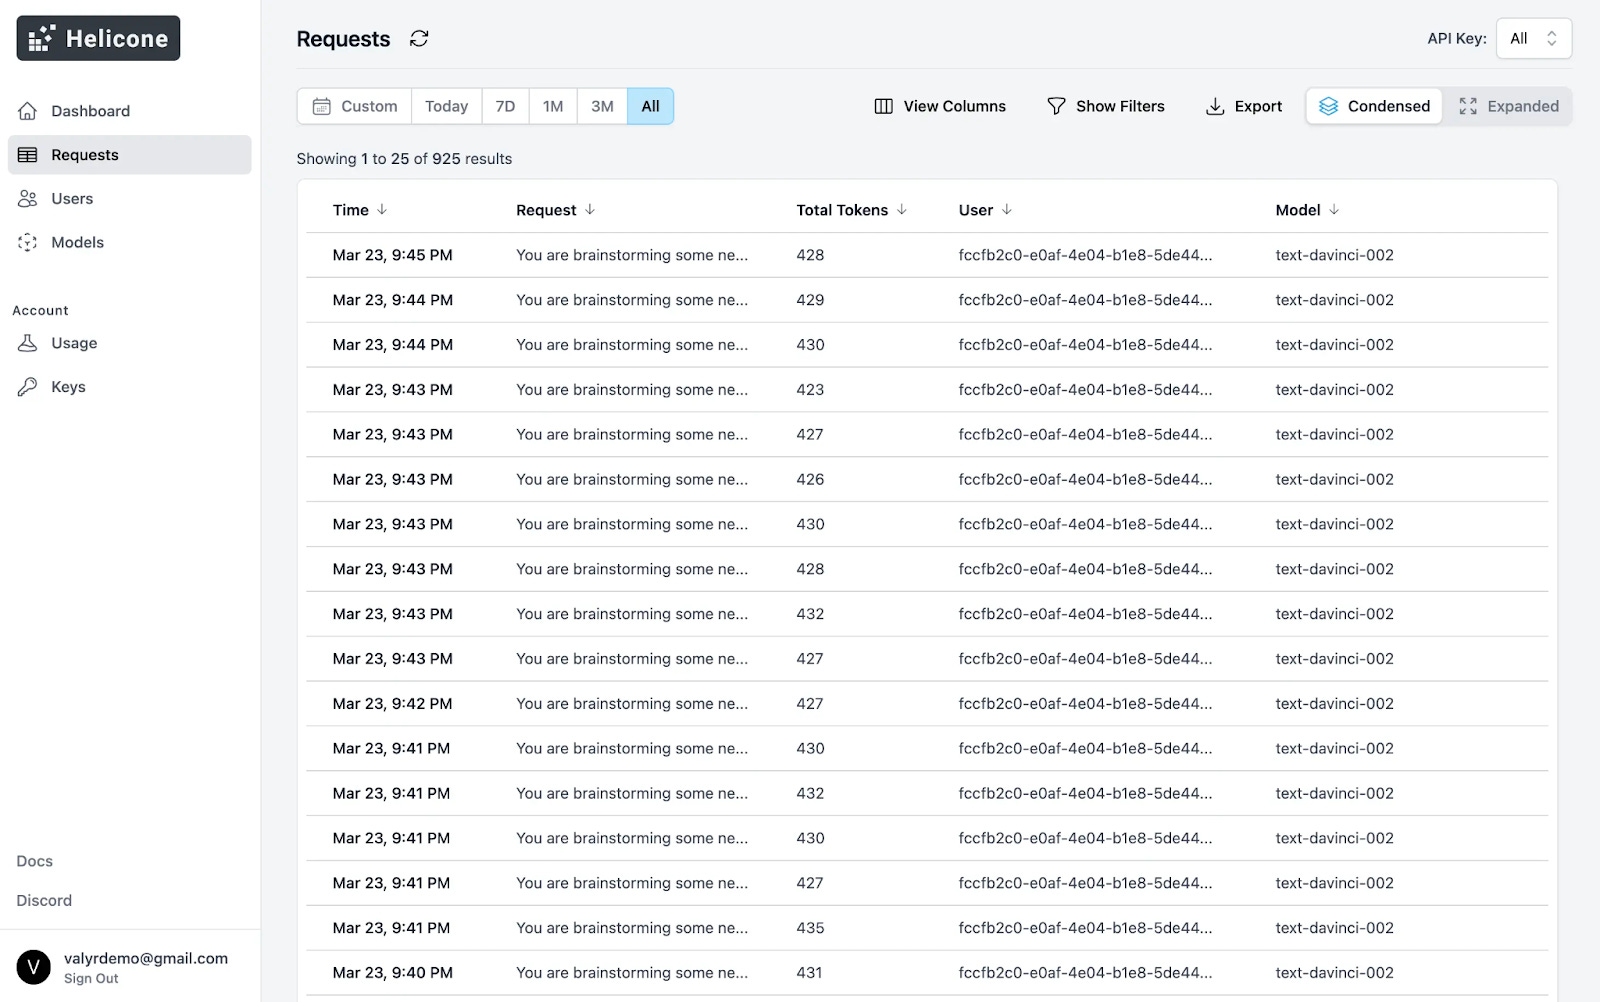 Helicone
Dashboard
Requests
Users
Models
Account
Usage
Keys
Docs
Discord
V
valyrdemo@gmail.com
Sign Out
Requests
API Key: All
Custom Today 7D 1M 3M All
View Columns Show Filters Export Condensed Expanded
Showing 1 to 25 of 925 results
Time Request Total Tokens User Model
Mar 23, 9:45 PM You are brainstorming some ne... 428 fccfb2c0-e0af-4e04-b1e8-5de44... text-davinci-002
Mar 23, 9:44 PM You are brainstorming some ne... 429 fccfb2c0-e0af-4e04-b1e8-5de44... text-davinci-002
Mar 23, 9:44 PM You are brainstorming some ne... 430 fccfb2c0-e0af-4e04-b1e8-5de44... text-davinci-002
Mar 23, 9:43 PM You are brainstorming some ne... 423 fccfb2c0-e0af-4e04-b1e8-5de44... text-davinci-002
Mar 23, 9:43 PM You are brainstorming some ne... 427 fccfb2c0-e0af-4e04-b1e8-5de44... text-davinci-002
Mar 23, 9:43 PM You are brainstorming some ne... 426 fccfb2c0-e0af-4e04-b1e8-5de44... text-davinci-002
Mar 23, 9:43 PM You are brainstorming some ne... 430 fccfb2c0-e0af-4e04-b1e8-5de44... text-davinci-002
Mar 23, 9:43 PM You are brainstorming some ne... 428 fccfb2c0-e0af-4e04-b1e8-5de44... text-davinci-002
Mar 23, 9:43 PM You are brainstorming some ne... 432 fccfb2c0-e0af-4e04-b1e8-5de44... text-davinci-002
Mar 23, 9:43 PM You are brainstorming some ne... 427 fccfb2c0-e0af-4e04-b1e8-5de44... text-davinci-002
Mar 23, 9:42 PM You are brainstorming some ne... 427 fccfb2c0-e0af-4e04-b1e8-5de44... text-davinci-002
Mar 23, 9:41 PM You are brainstorming some ne... 430 fccfb2c0-e0af-4e04-b1e8-5de44... text-davinci-002
Mar 23, 9:41 PM You are brainstorming some ne... 432 fccfb2c0-e0af-4e04-b1e8-5de44... text-davinci-002
Mar 23, 9:41 PM You are brainstorming some ne... 430 fccfb2c0-e0af-4e04-b1e8-5de44... text-davinci-002
Mar 23, 9:41 PM You are brainstorming some ne... 427 fccfb2c0-e0af-4e04-b1e8-5de44... text-davinci-002
Mar 23, 9:41 PM You are brainstorming some ne... 435 fccfb2c0-e0af-4e04-b1e8-5de44... text-davinci-002
Mar 23, 9:40 PM You are brainstorming some ne... 431 fccfb2c0-e0af-4e04-b1e8-5de44... text-davinci-002